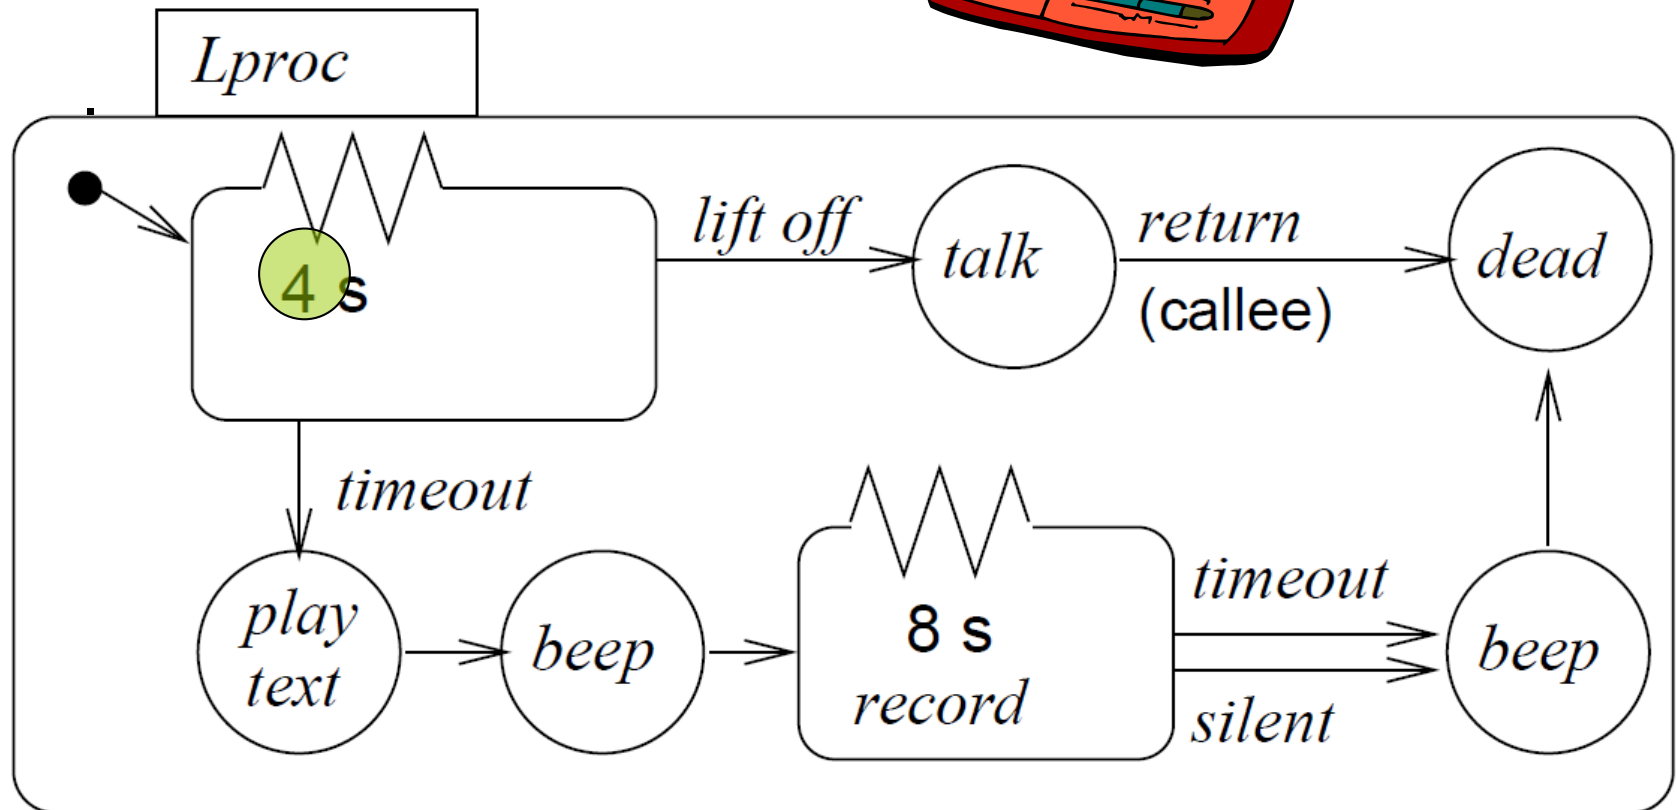 Lproc
4 s
lift off
talk
return
(callee)
dead
timeout
play
text
beep
8 s
record
timeout
silent
beep